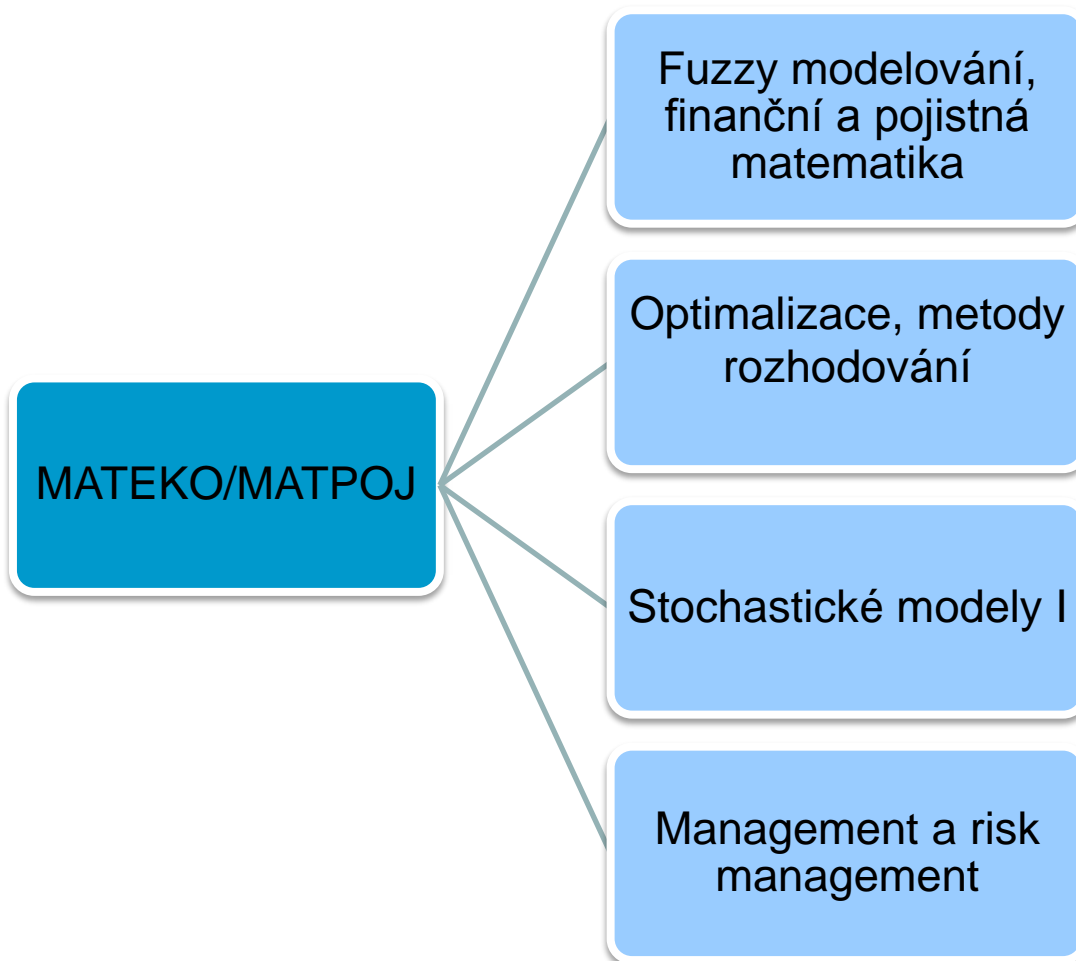 Fuzzy modelování,
finanční a pojistná
matematika
Optimalizace, metody
rozhodování
MATEKO/MATPOJ
Stochastické modely I
Management a risk
management